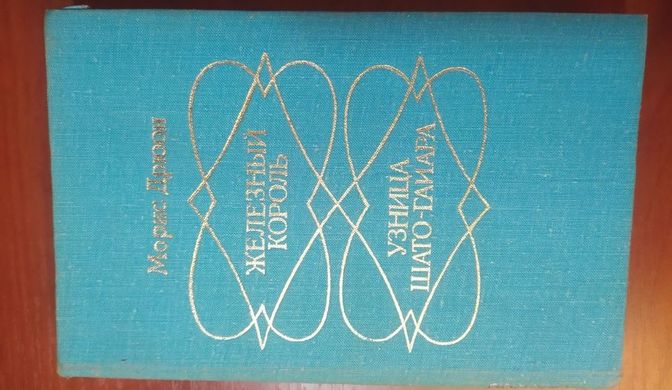 Морис Дрюон
ЖЕЛЕЗНЫЙ
КОРОЛЬ
УЗНИЦА
ШАТО-ГАЙАРА